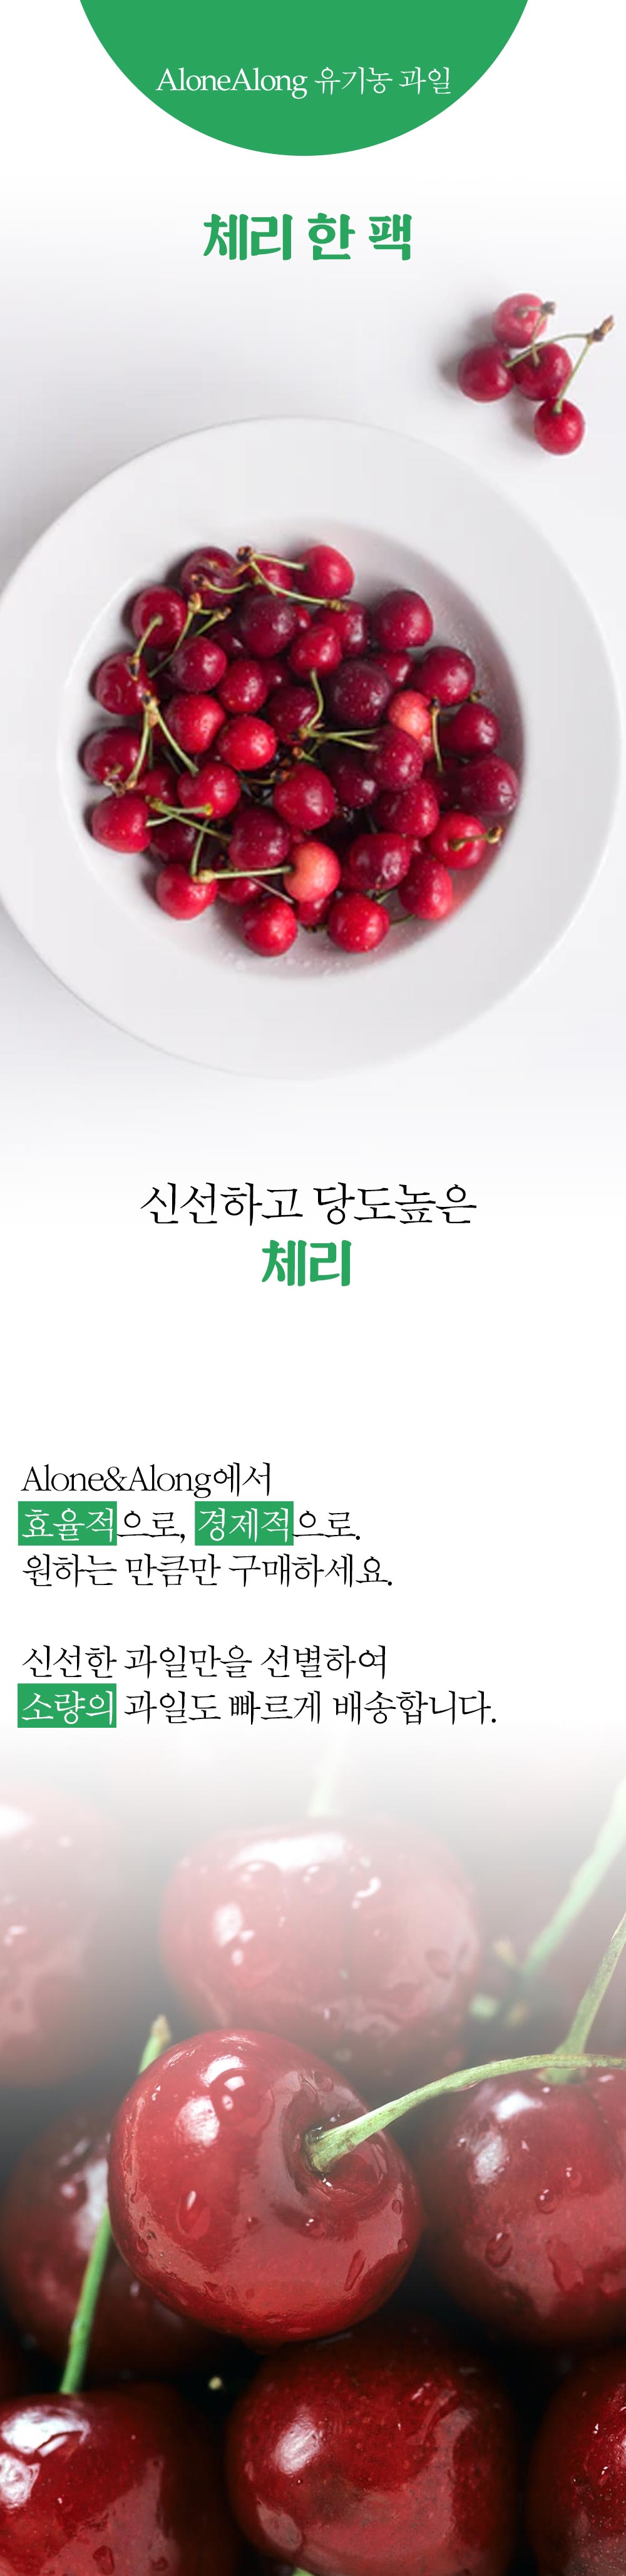 AloneAlong 유기농 과일
체리 한 팩
신선하고 당도높은
체리
Alone&Along에서
효율적으로, 경제적으로.
원하는 만큼만 구매하세요.
신선한 과일만을 선별하여
소량의 과일도 빠르게 배송합니다.